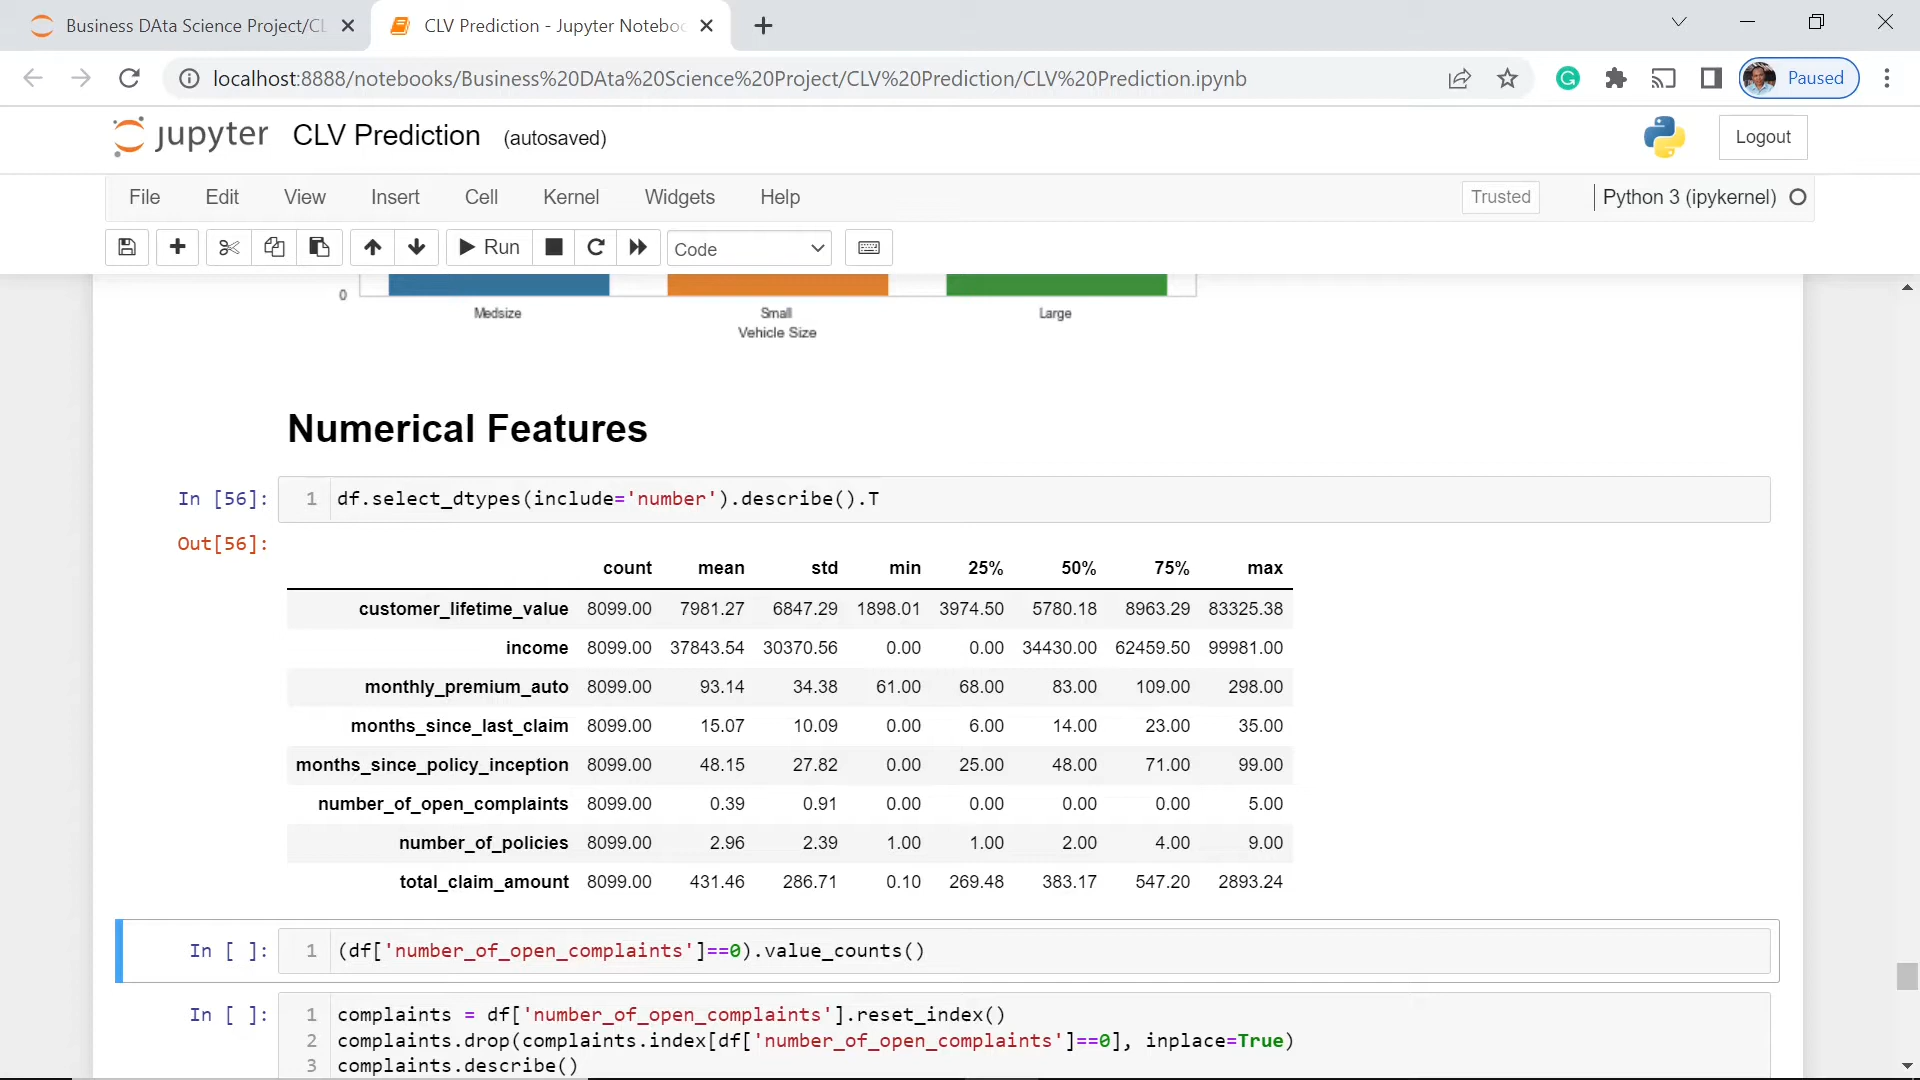 Business DAta Science Project/CL
CLV Prediction - Jupyter Noteboo
localhost:8888/notebooks/Business%20DAta%20Science%20Project/CLV%20Prediction/CLV%20Prediction.ipynb
Paused
jupyter CLV Prediction (autosaved)
Logout
File Edit View Insert Cell Kernel Widgets Help
Trusted
Python 3 (ipykernel)
Run
Code
0
Medsize Small Large
Vehicle Size
Numerical Features
In [56]: 1 df.select_dtypes(include='number').describe().T
Out[56]:
count mean std min 25% 50% 75% max
customer_lifetime_value 8099.00 7981.27 6847.29 1898.01 3974.50 5780.18 8963.29 83325.38
income 8099.00 37843.54 30370.56 0.00 0.00 34430.00 62459.50 99981.00
monthly_premium_auto 8099.00 93.14 34.38 61.00 68.00 83.00 109.00 298.00
months_since_last_claim 8099.00 15.07 10.09 0.00 6.00 14.00 23.00 35.00
months_since_policy_inception 8099.00 48.15 27.82 0.00 25.00 48.00 71.00 99.00
number_of_open_complaints 8099.00 0.39 0.91 0.00 0.00 0.00 0.00 5.00
number_of_policies 8099.00 2.96 2.39 1.00 1.00 2.00 4.00 9.00
total_claim_amount 8099.00 431.46 286.71 0.10 269.48 383.17 547.20 2893.24
In [ ]: 1 (df['number_of_open_complaints']==0).value_counts()
In [ ]: 1 complaints = df['number_of_open_complaints'].reset_index()
2 complaints.drop(complaints.index[df['number_of_open_complaints']==0], inplace=True)
3 complaints.describe()